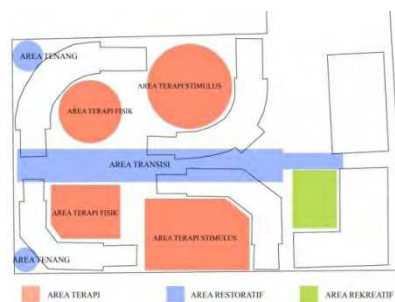 AREA TENANG
AREA TERAPI STIMULUS
AREA TERAPI FISIK
AREA TRANSISI
AREA TERAPI FISIK
AREA TERAPI STIMULUS
AREA TENANG
AREA TERAPI
AREA RESTORATIF
AREA REKREATIF